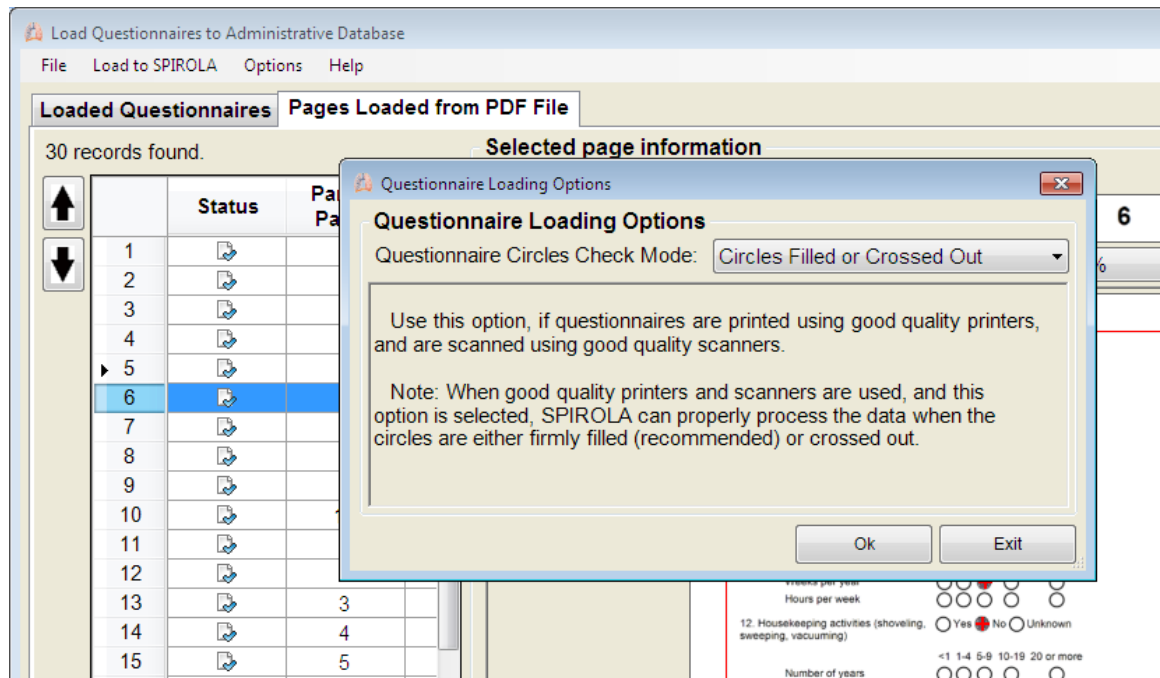 Load Questionnaires to Administrative Database
File Load to SPIROLA Options Help
Loaded Questionnaires Pages Loaded from PDF File
30 records found.
Selected page information
Questionnaire Loading Options
Status
6
Questionnaire Loading Options
Questionnaire Circles Check Mode: Circles Filled or Crossed Out
%
Use this option, if questionnaires are printed using good quality printers,
and are scanned using good quality scanners.
Note: When good quality printers and scanners are used, and this
option is selected, SPIROLA can properly process the data when the
circles are either firmly filled (recommended) or crossed out.
Ok Exit
1
2
3
4
5
6
7
8
9
10
11
12
13 3
14 4
15 5
Weeks per year
Hours per week
12. Housekeeping activities (shoveling, Yes No Unknown
sweeping, vacuuming)
<1 1-4 5-9 10-19 20 or more
Number of years